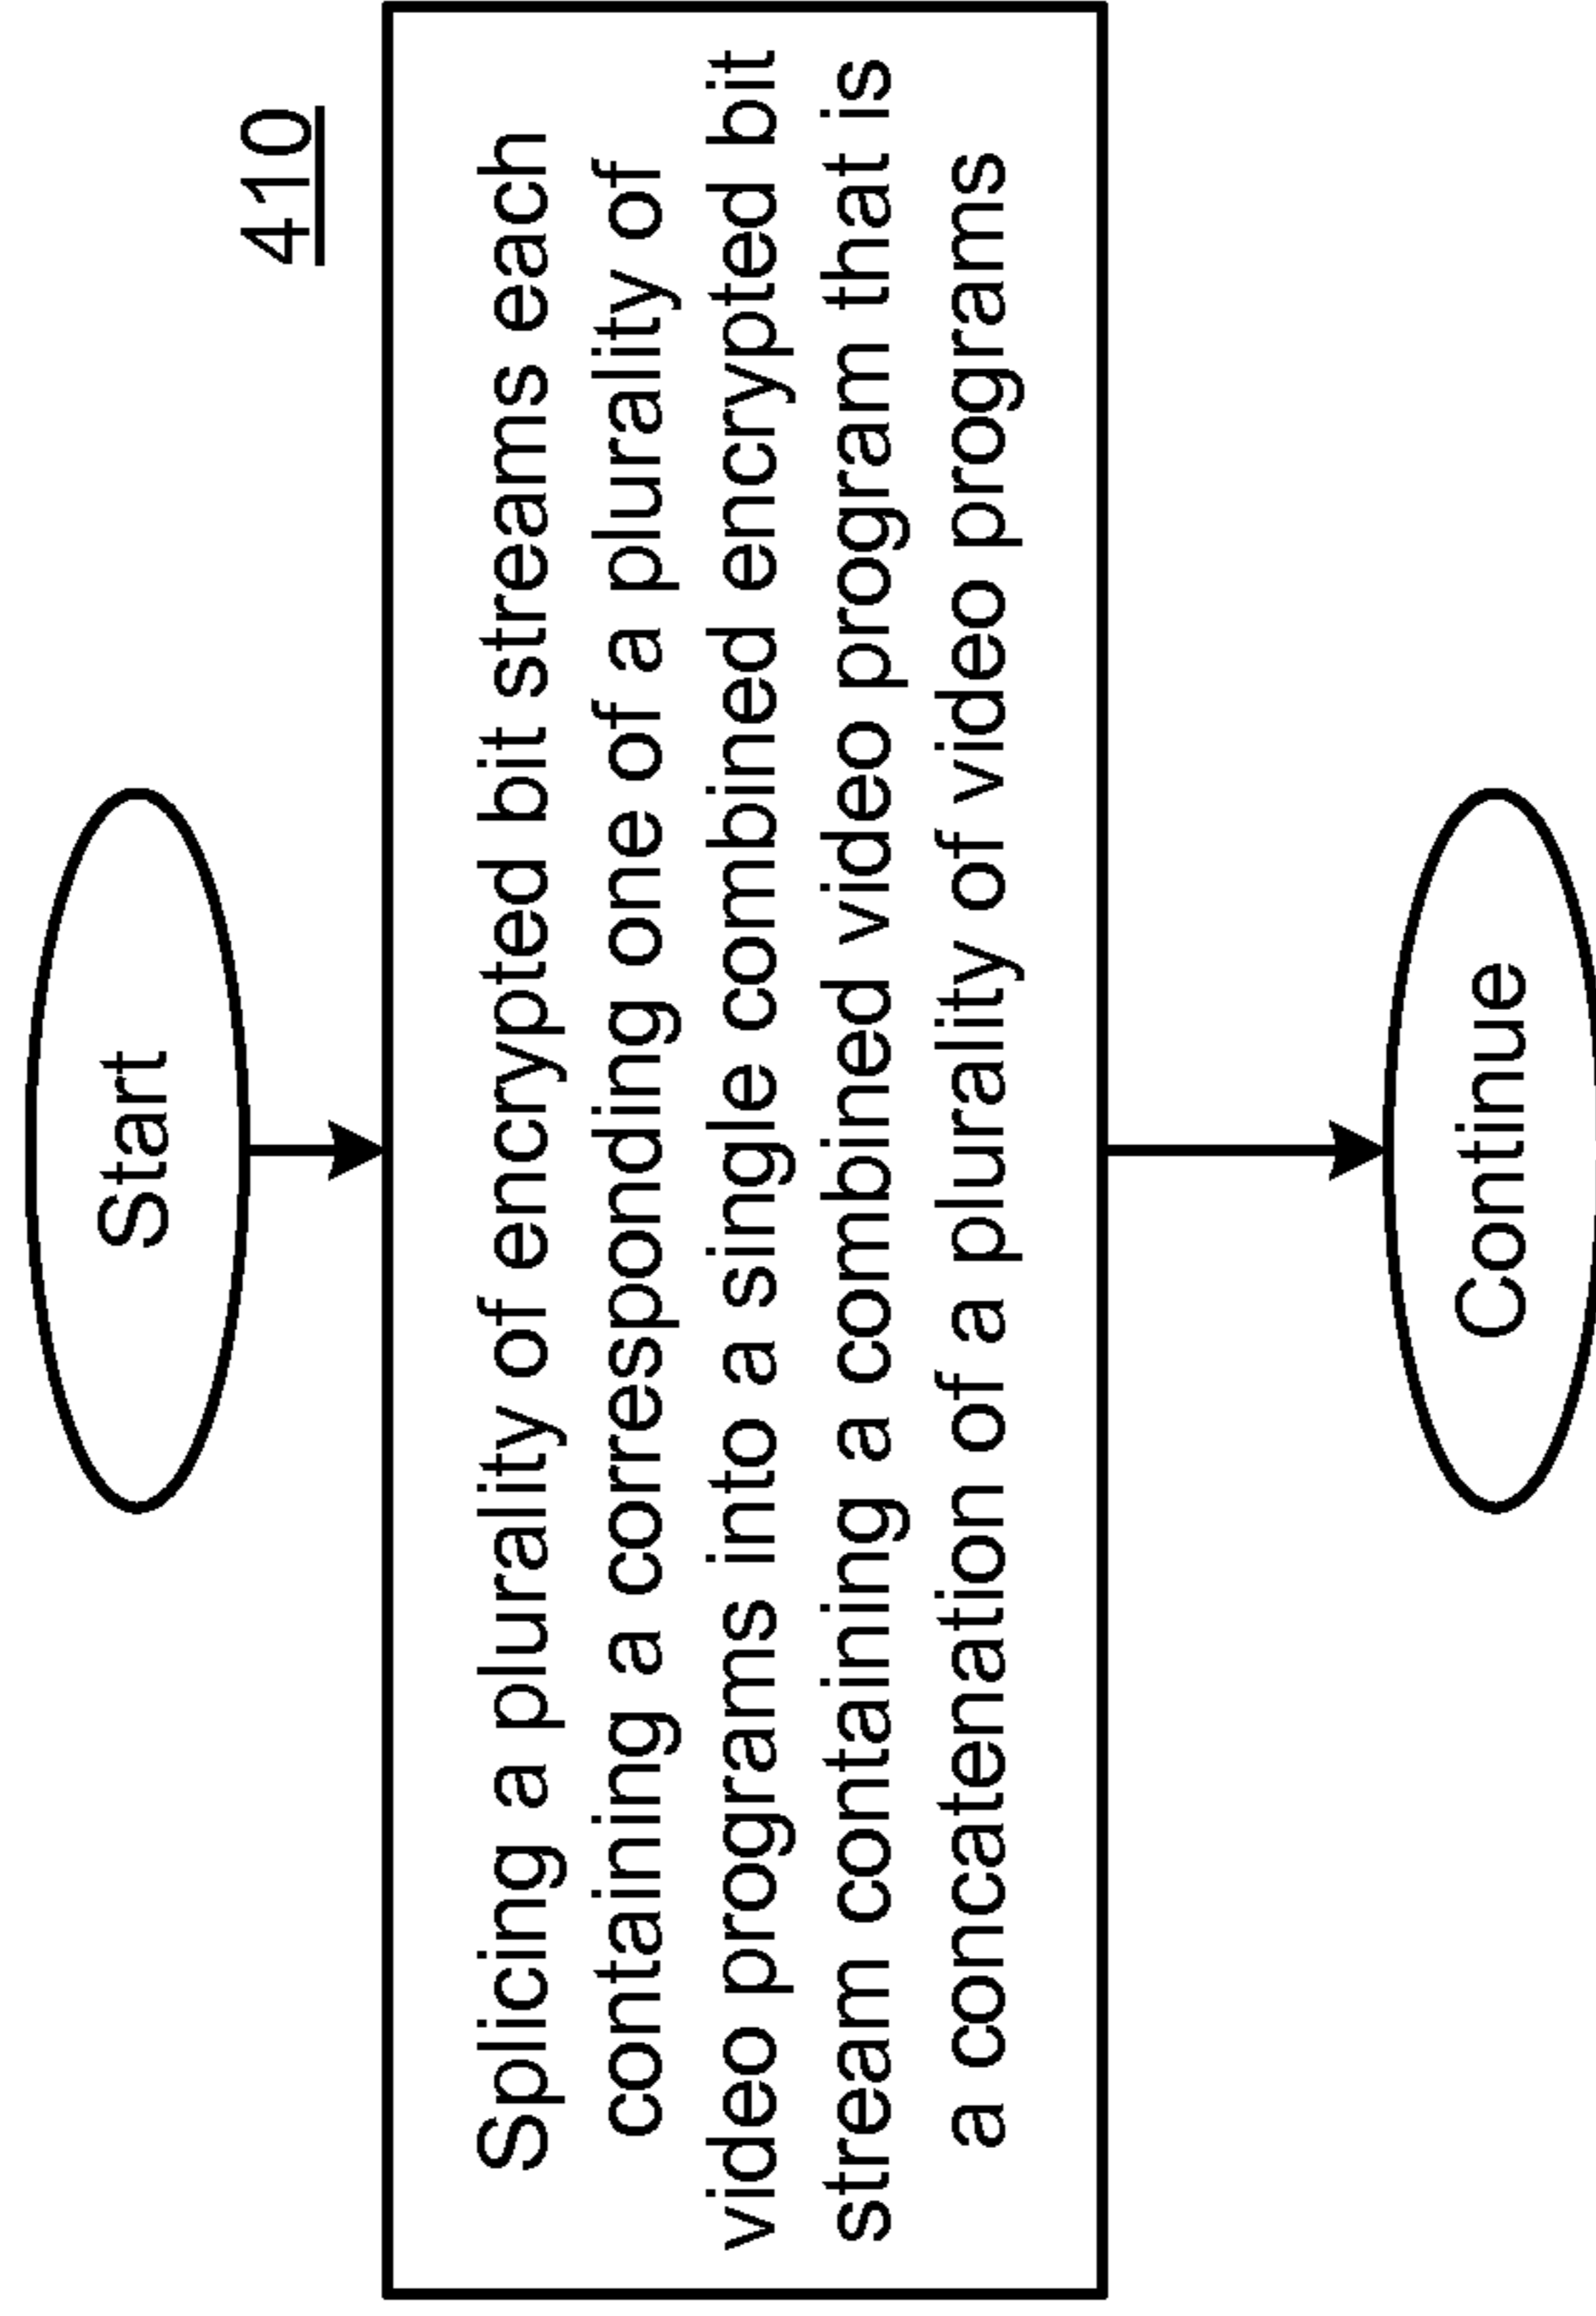 Start
410
Splicing a plurality of encrypted bit streams each
containing a corresponding one of a plurality of
video programs into a single combined encrypted bit
stream containing a combined video program that is
a concatenation of a plurality of video programs
Continue